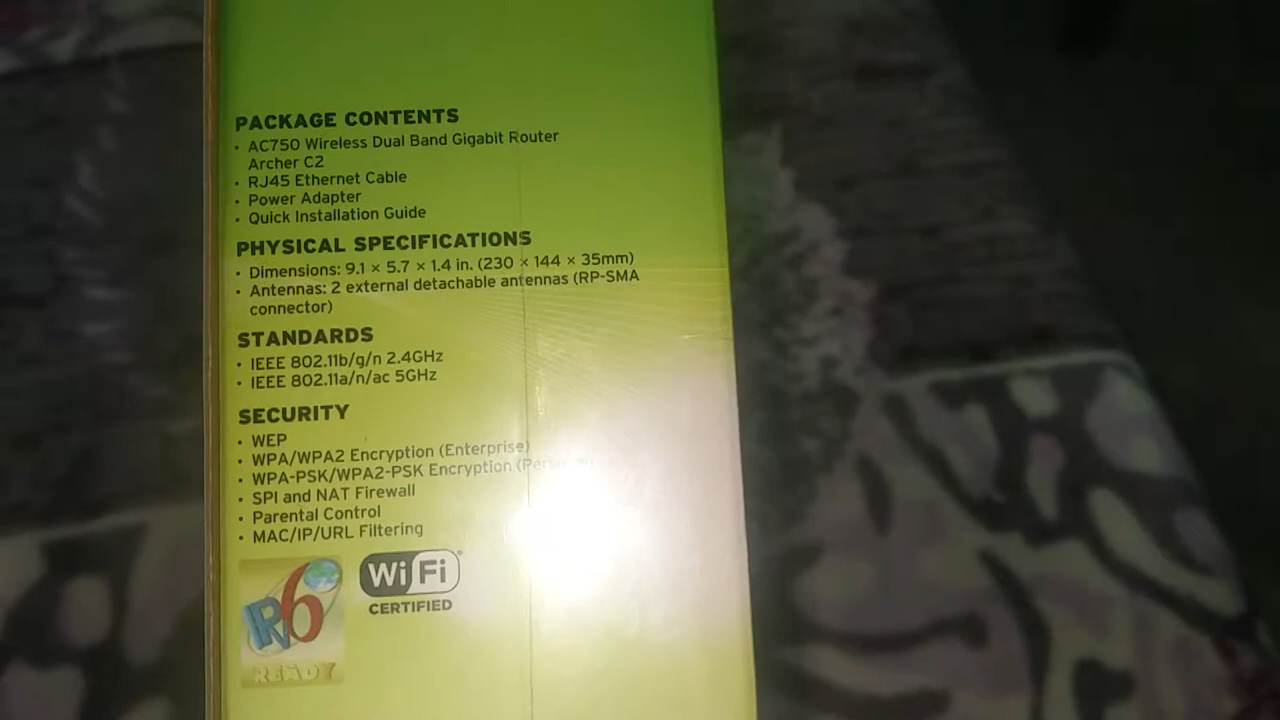 PACKAGE CONTENTS
• AC750 Wireless Dual Band Gigabit Router
Archer C2
• RJ45 Ethernet Cable
• Power Adapter
• Quick Installation Guide
PHYSICAL SPECIFICATIONS
• Dimensions: 9.1 × 5.7 × 1.4 in. (230 × 144 × 35mm)
• Antennas: 2 external detachable antennas (RP-SMA
connector)
STANDARDS
• IEEE 802.11b/g/n 2.4GHz
• IEEE 802.11a/n/ac 5GHz
SECURITY
• WEP
• WPA/WPA2 Encryption (Enterprise)
• WPA-PSK/WPA2-PSK Encryption
• SPI and NAT Firewall
• Parental Control
• MAC/IP/URL Filtering
IPv6
READY
WiFi
CERTIFIED